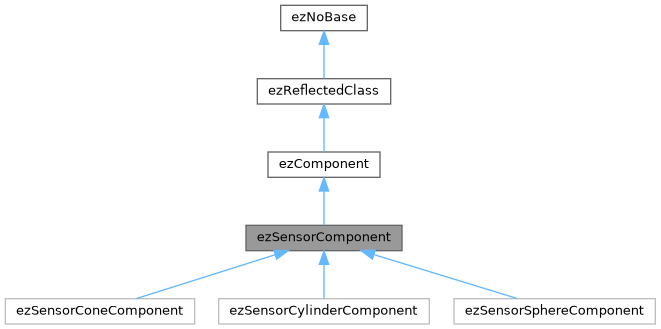 ezNoBase
ezReflectedClass
ezComponent
ezSensorComponent
ezSensorConeComponent
ezSensorCylinderComponent
ezSensorSphereComponent